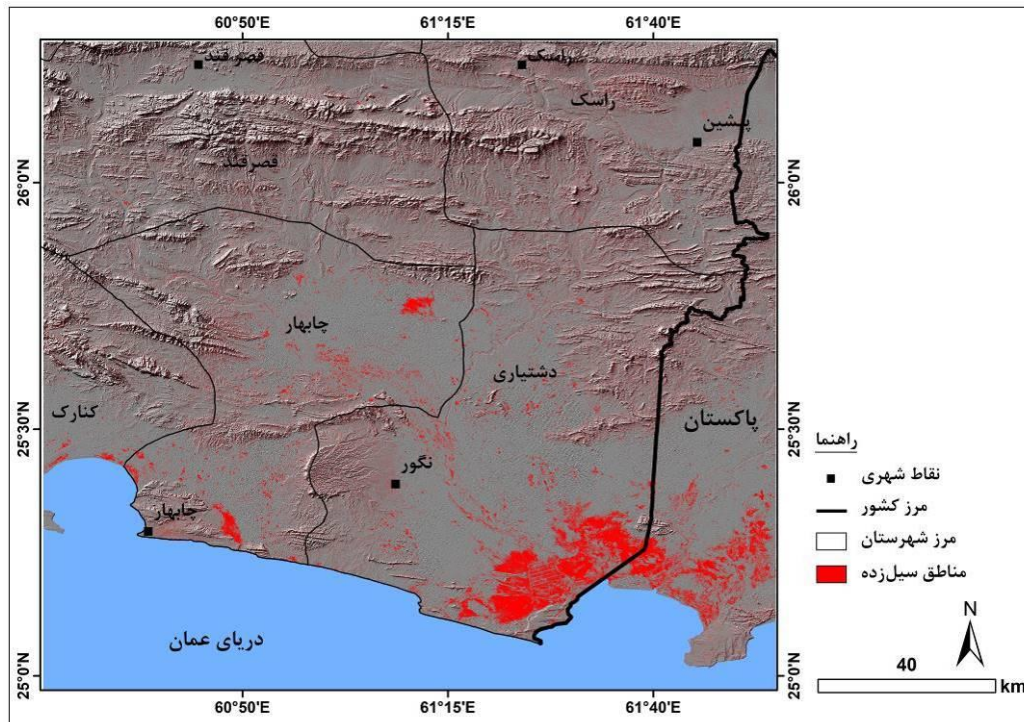 60°50'E
61°15'E
61°40'E
قصرقند
راسک
راسک
پیشین
قصرقند
26°0'N
26°0'N
چابهار
دشتیاری
کنارک
پاکستان
25°30'N
25°30'N
نگور
چابهار
دریای عمان
25°0'N
25°0'N
60°50'E
61°15'E
61°40'E
راهنما
نقاط شهری
مرز کشور
مرز شهرستان
مناطق سیل‌زده
N
40
km